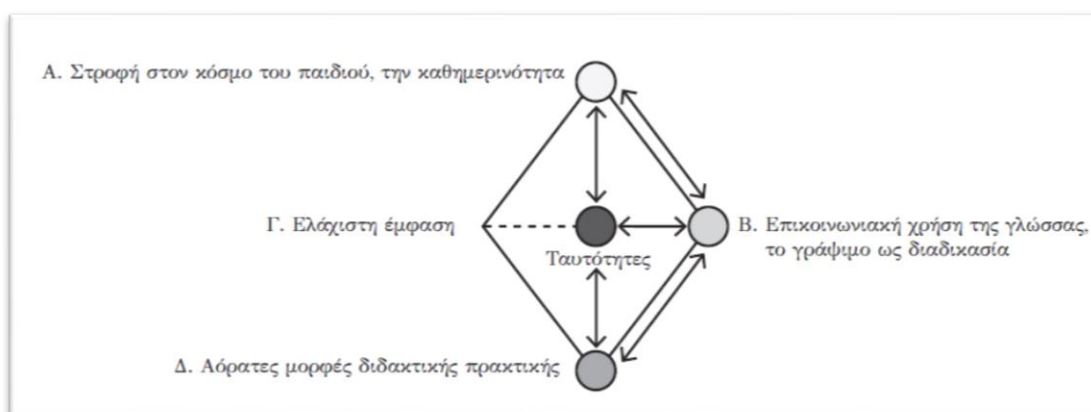 Α. Στροφή στον κόσμο του παιδιού, την καθημερινότητα
Γ. Ελάχιστη έμφαση
Ταυτότητες
Β. Επικοινωνιακή χρήση της γλώσσας,
το γράψιμο ως διαδικασία
Δ. Αόρατες μορφές διδακτικής πρακτικής